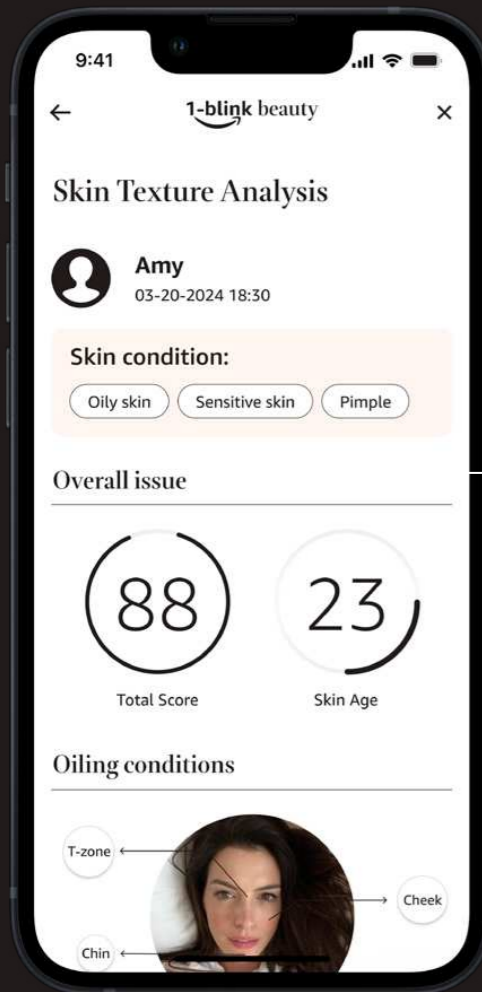 9:41
1-blink beauty
Skin Texture Analysis
Amy
03-20-2024 18:30
Skin condition:
Oily skin Sensitive skin Pimple
Overall issue
88 23
Total Score Skin Age
Oiling conditions
T-zone
Cheek
Chin